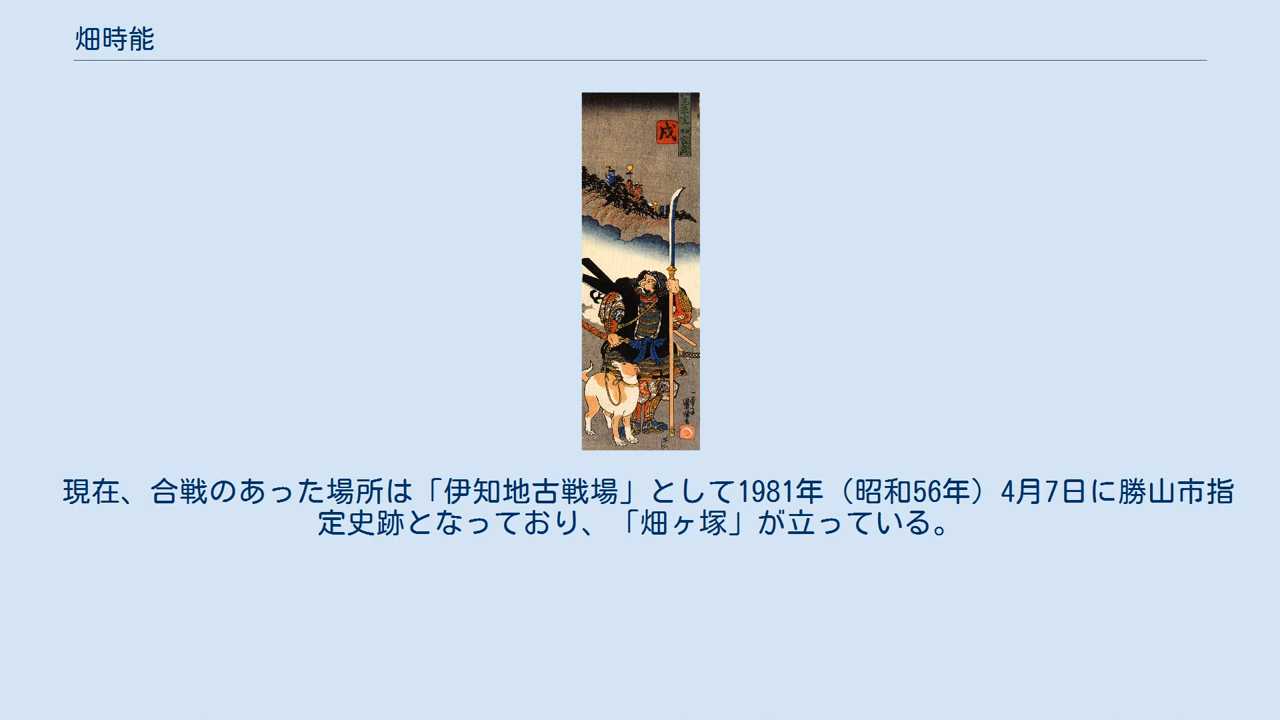 畑時能
戌
現在、合戦のあった場所は「伊知地古戦場」として1981年（昭和56年）4月7日に勝山市指
定史跡となっており、「畑ヶ塚」が立っている。